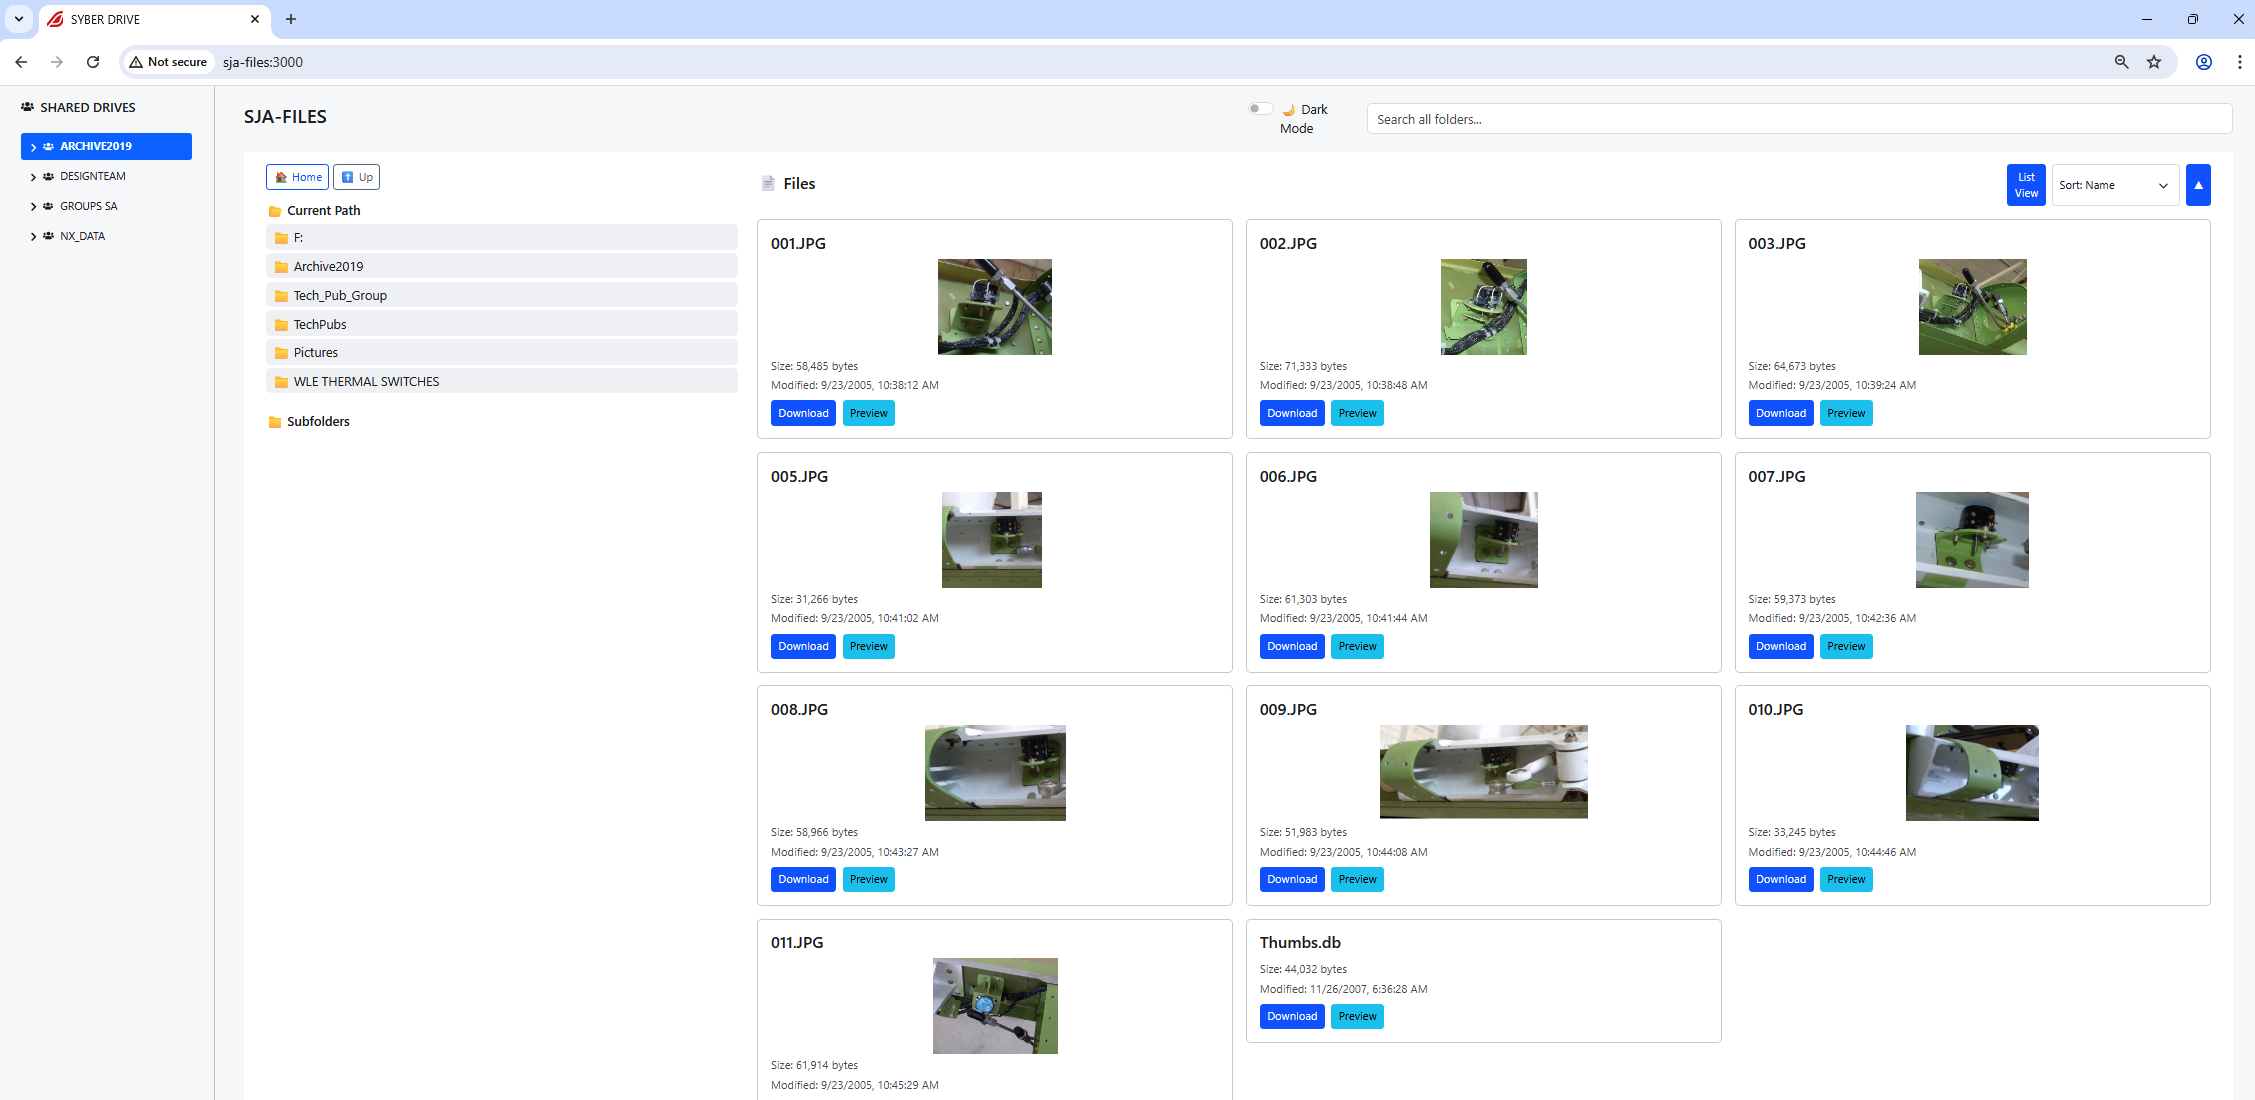 SYBER DRIVE
Not secure
sja-files:3000
SHARED DRIVES
ARCHIVE2019
DESIGNTEAM
GROUPS SA
NX_DATA
SJA-FILES
Dark
Mode
Search all folders...
Home
Up
Current Path
F:
Archive2019
Tech_Pub_Group
TechPubs
Pictures
WLE THERMAL SWITCHES
Subfolders
Files
List
View
Sort: Name
001.JPG
Size: 58,485 bytes
Modified: 9/23/2005, 10:38:12 AM
Download Preview
002.JPG
Size: 71,333 bytes
Modified: 9/23/2005, 10:38:48 AM
Download Preview
003.JPG
Size: 64,673 bytes
Modified: 9/23/2005, 10:39:24 AM
Download Preview
005.JPG
Size: 31,266 bytes
Modified: 9/23/2005, 10:41:02 AM
Download Preview
006.JPG
Size: 61,303 bytes
Modified: 9/23/2005, 10:41:44 AM
Download Preview
007.JPG
Size: 59,373 bytes
Modified: 9/23/2005, 10:42:36 AM
Download Preview
008.JPG
Size: 58,966 bytes
Modified: 9/23/2005, 10:43:27 AM
Download Preview
009.JPG
Size: 51,983 bytes
Modified: 9/23/2005, 10:44:08 AM
Download Preview
010.JPG
Size: 33,245 bytes
Modified: 9/23/2005, 10:44:46 AM
Download Preview
011.JPG
Size: 61,914 bytes
Modified: 9/23/2005, 10:45:29 AM
Thumbs.db
Size: 44,032 bytes
Modified: 11/26/2007, 6:36:28 AM
Download Preview